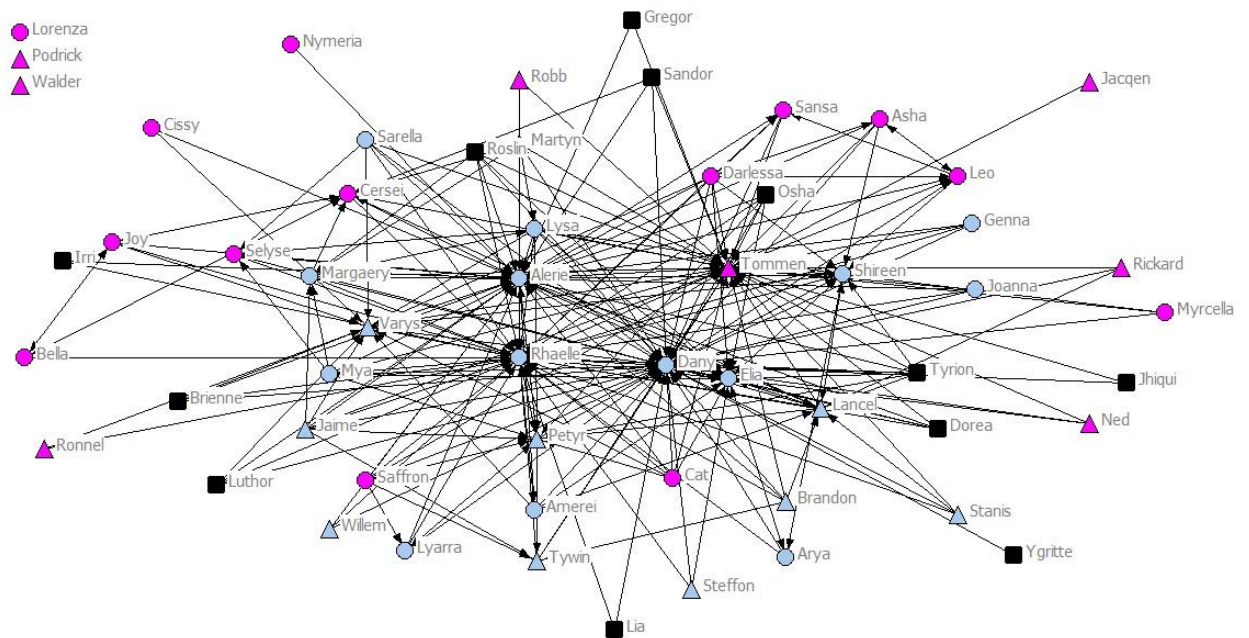 Gregor
Lorenza
Nymeria
Podrick
Sandor
Robb
Jacqen
Walder
Sansa
Asha
Cissy
Sarella
Martyn
Roslin
Darlessa
Leo
Cersei
Osha
Genna
Lysa
Joy
Selyse
Irri
Margaery
Alerie
Tommen
Shireen
Rickard
Joanna
Myrcella
Varys
Bella
Rhaelle
Dany
Mya
Elia
Tyrion
Jhiqui
Brienne
Lancel
Ned
Jaime
Petyr
Dorea
Ronnel
Luthor
Saffron
Cat
Brandon
Amerei
Stanis
Willem
Lyarra
Tywin
Arya
Ygritte
Steffon
Lia